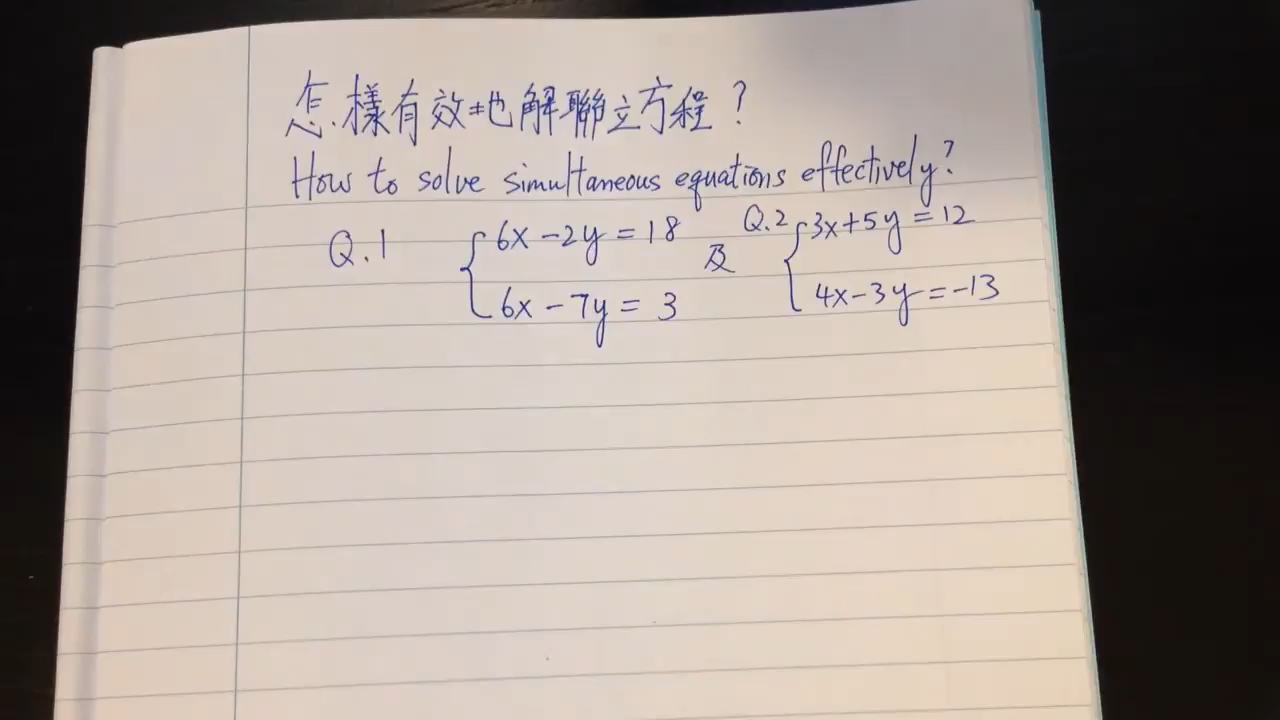 怎樣有效地解聯立方程？
How to solve simultaneous equations effectively?
Q.1 { 6x-2y=18 及 Q.2 { 3x+5y=12
6x-7y=3 4x-3y=-13